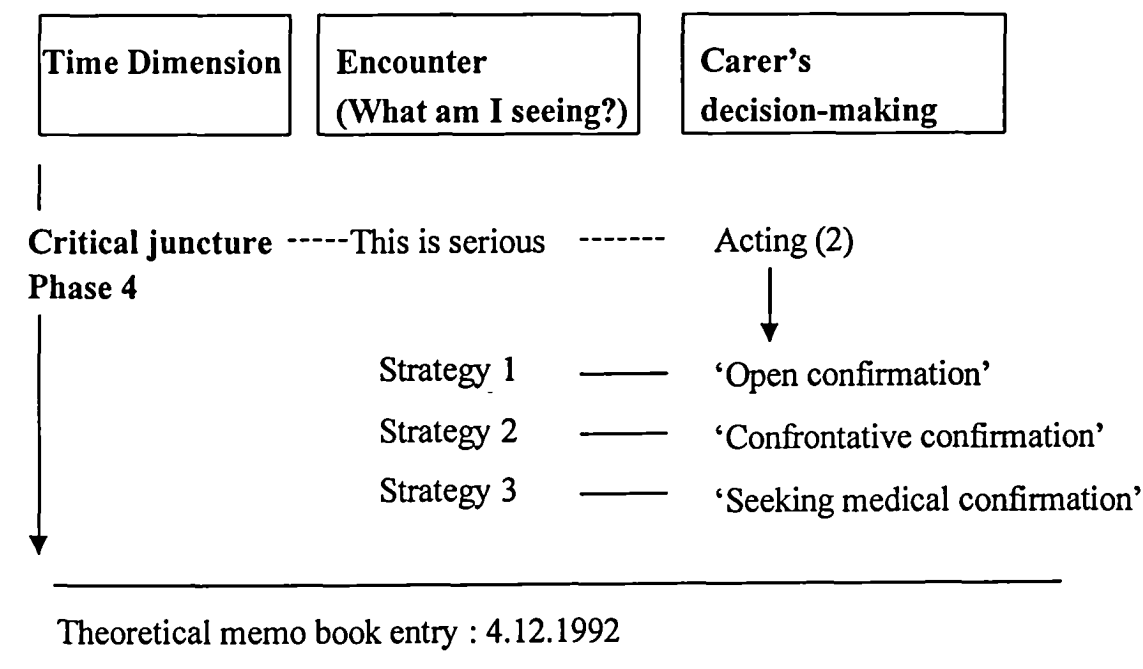 Time Dimension
Encounter
(What am I seeing?)
Carer's
decision-making
Critical juncture -----This is serious ------- Acting (2)
Phase 4
Strategy 1 ‘Open confirmation’
Strategy 2 ‘Confrontative confirmation’
Strategy 3 ‘Seeking medical confirmation’
Theoretical memo book entry : 4.12.1992